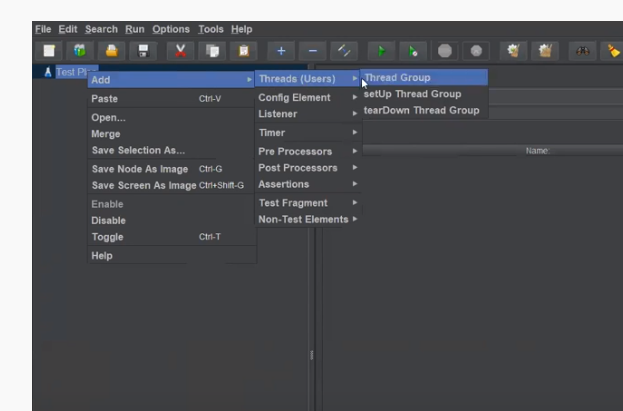 File Edit Search Run Options Tools Help
Test Pl
Add
Paste Ctrl-V
Open...
Merge
Save Selection As...
Save Node As Image Ctrl-G
Save Screen As Image Ctrl+Shift-G
Enable
Disable
Toggle Ctrl-T
Help
Threads (Users)
Config Element
Listener
Timer
Pre Processors
Post Processors
Assertions
Test Fragment
Non-Test Elements
Thread Group
setUp Thread Group
tearDown Thread Group
Name: